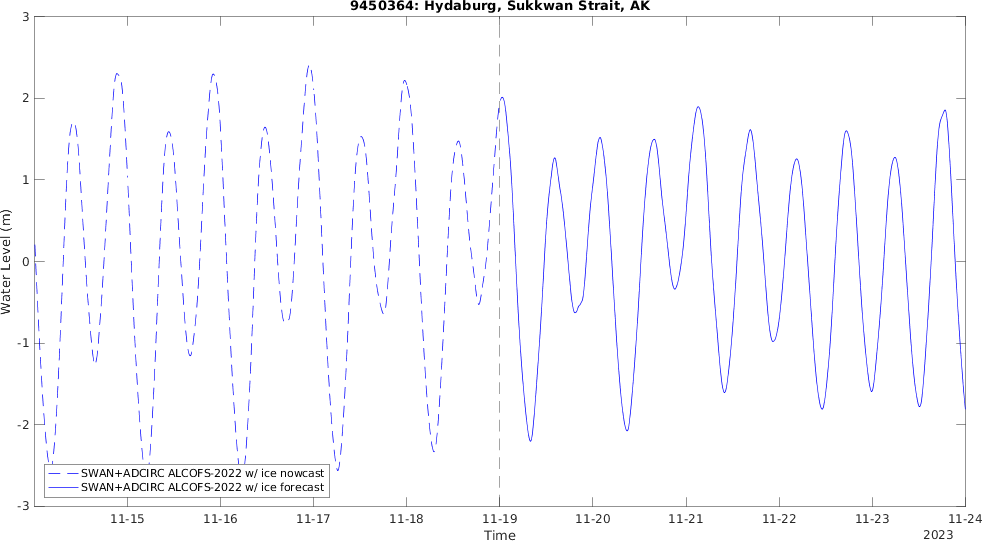 9450364: Hydaburg, Sukkwan Strait, AK
Water Level (m)
3
2
1
0
-1
-2
-3
SWAN+ADCIRC ALCOFS-2022 w/ ice nowcast
SWAN+ADCIRC ALCOFS-2022 w/ ice forecast
11-15 11-16 11-17 11-18 11-19 11-20 11-21 11-22 11-23 11-24
Time
2023